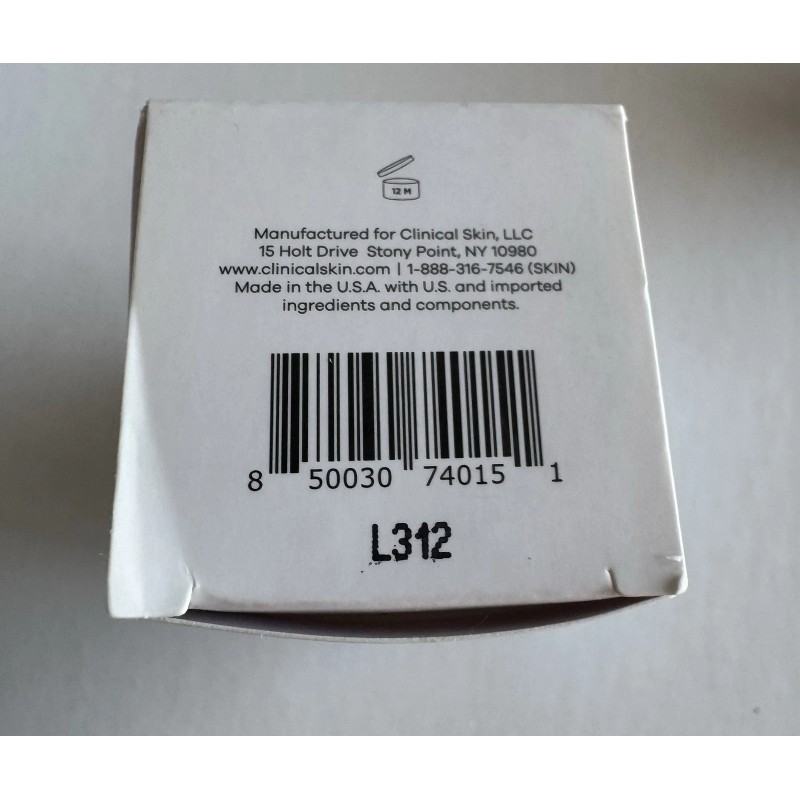 12 M
Manufactured for Clinical Skin, LLC
15 Holt Drive Stony Point, NY 10980
www.clinicalskin.com | 1-888-316-7546 (SKIN)
Made in the U.S.A. with U.S. and imported
ingredients and components.
8 50030 74015 1
L312